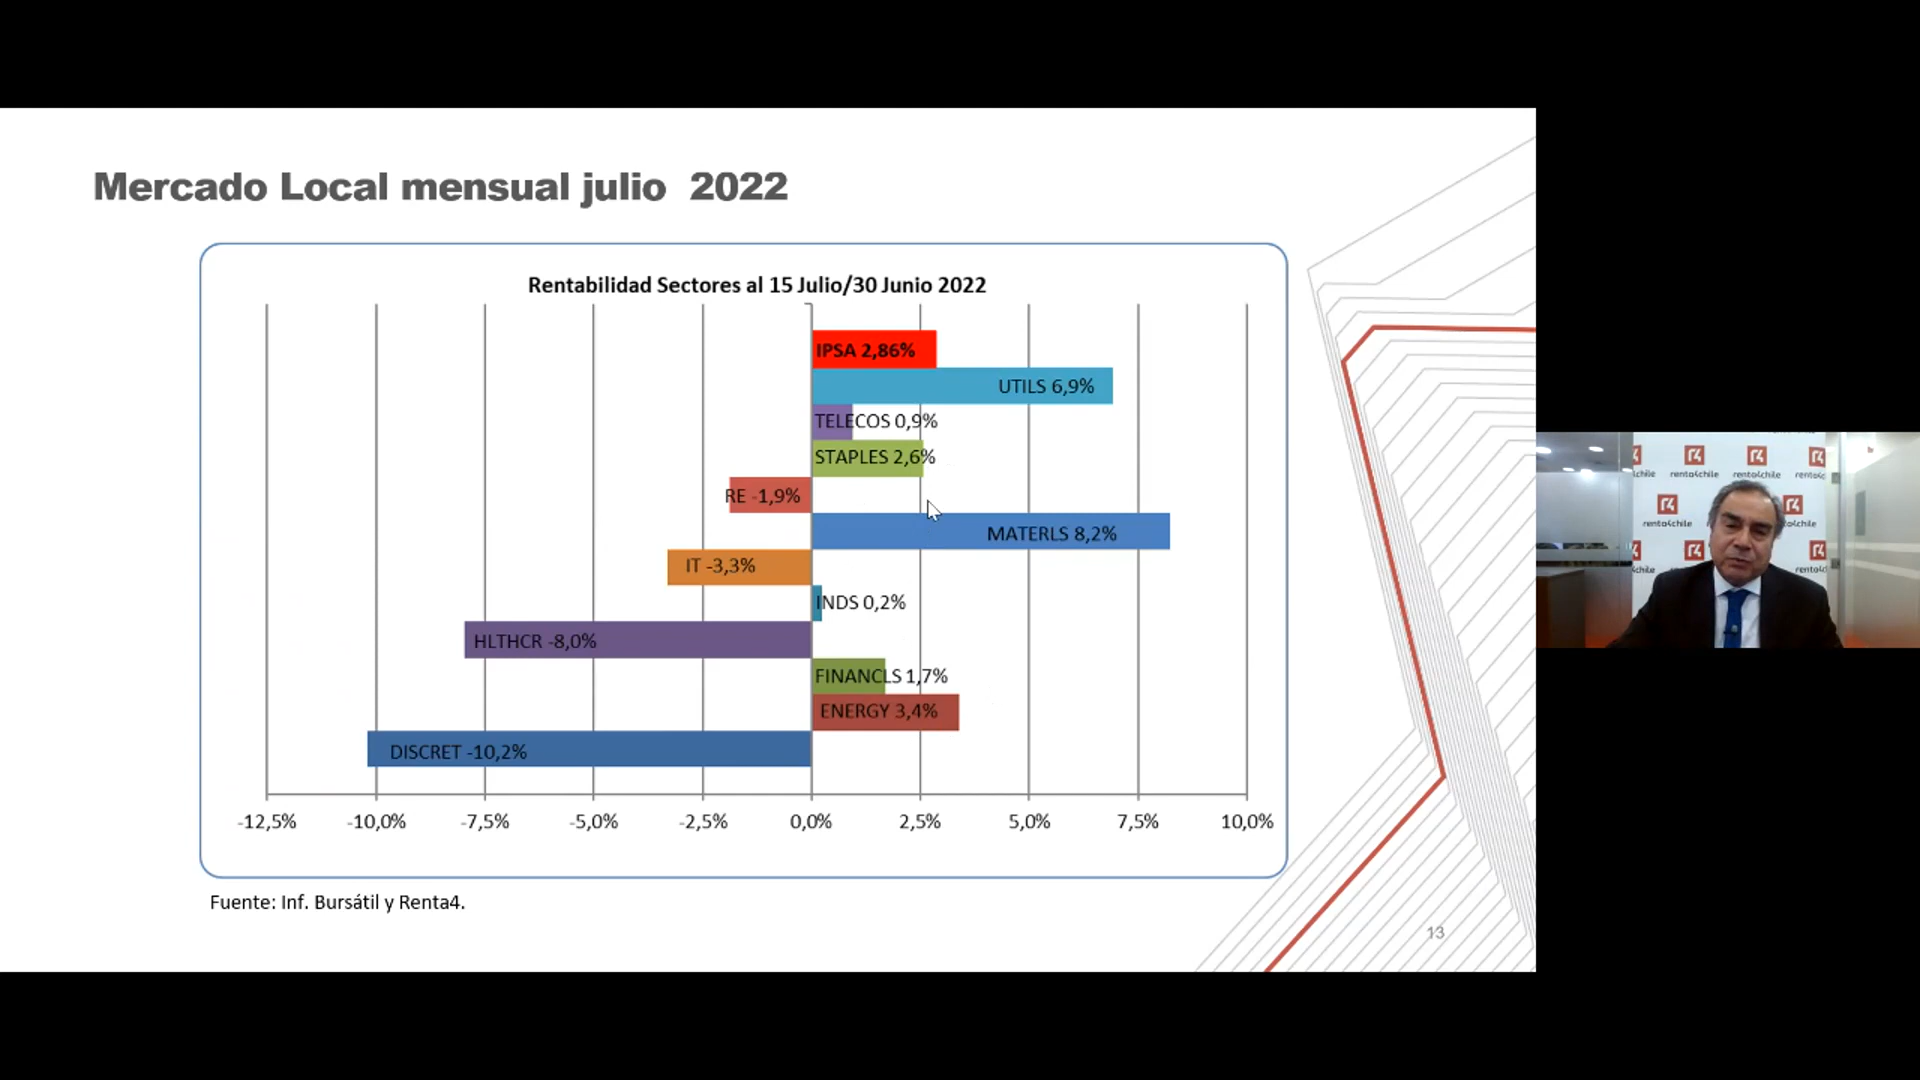 Mercado Local mensual julio 2022
Rentabilidad Sectores al 15 Julio/30 Junio 2022
IPSA 2,86%
UTILS 6,9%
TELECOS 0,9%
STAPLES 2,6%
RE -1,9%
MATERLS 8,2%
IT -3,3%
INDS 0,2%
HLTHCR -8,0%
FINANCLS 1,7%
ENERGY 3,4%
DISCRET -10,2%
-12,5% -10,0% -7,5% -5,0% -2,5% 0,0% 2,5% 5,0% 7,5% 10,0%
Fuente: Inf. Bursátil y Renta4.
13
renta4chile renta4chile
renta4chile